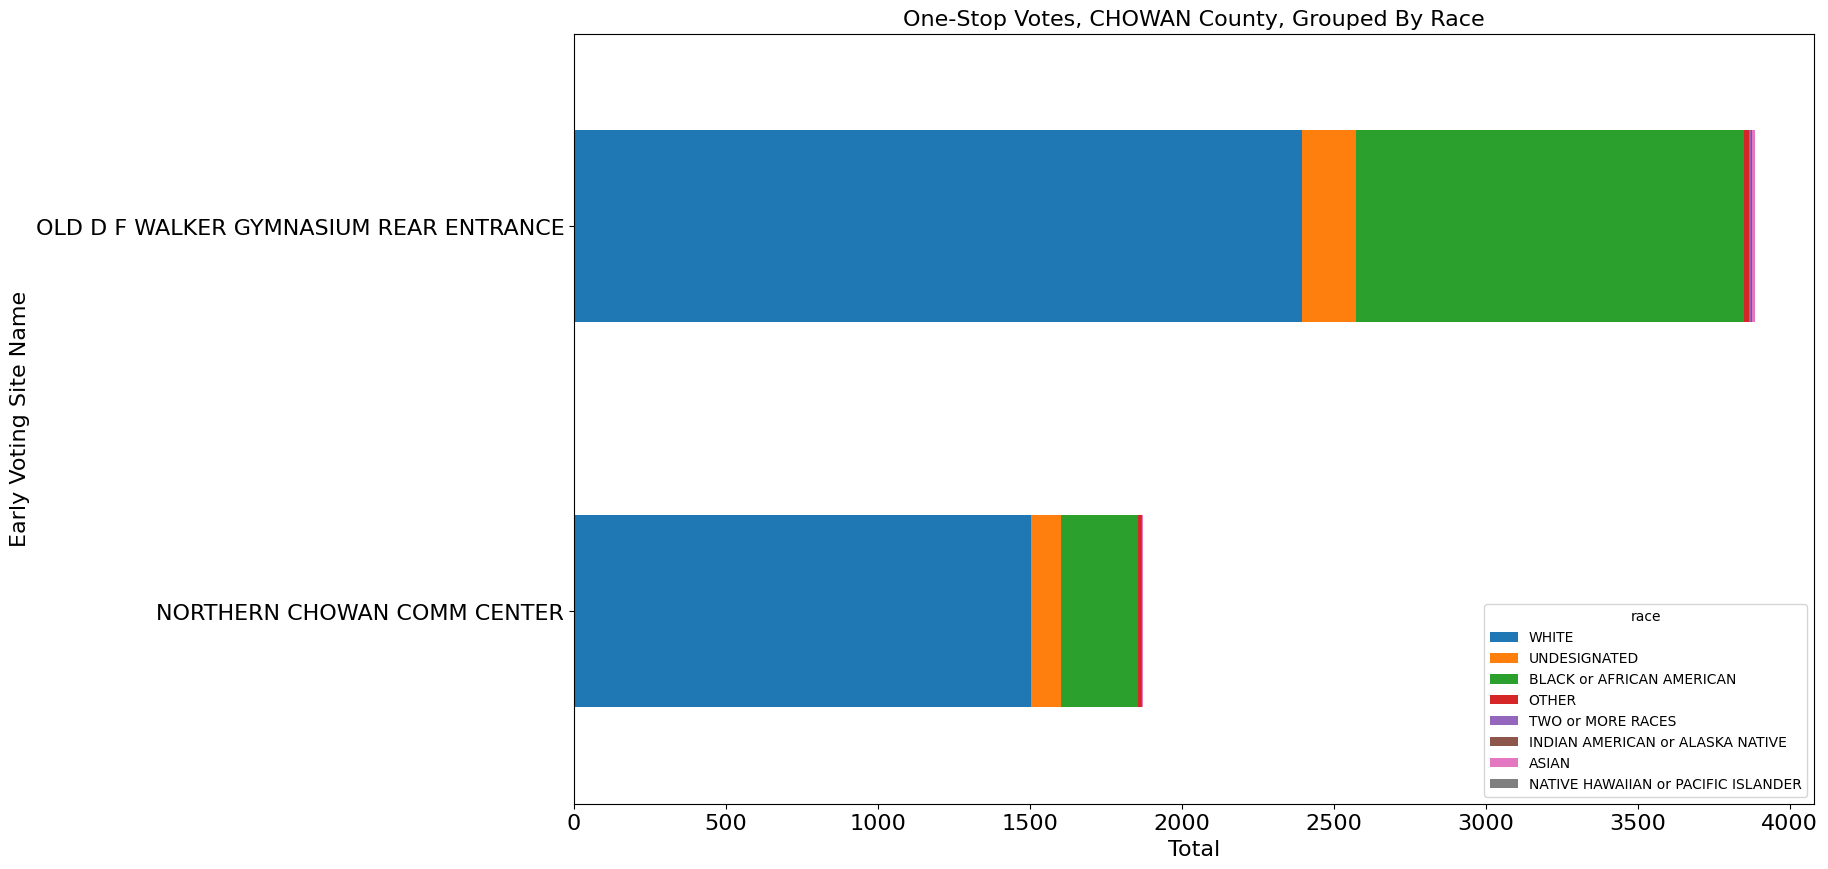 One-Stop Votes, CHOWAN County, Grouped By Race
Early Voting Site Name
OLD D F WALKER GYMNASIUM REAR ENTRANCE
NORTHERN CHOWAN COMM CENTER
race
WHITE
UNDESIGNATED
BLACK or AFRICAN AMERICAN
OTHER
TWO or MORE RACES
INDIAN AMERICAN or ALASKA NATIVE
ASIAN
NATIVE HAWAIIAN or PACIFIC ISLANDER
0 500 1000 1500 2000 2500 3000 3500 4000
Total